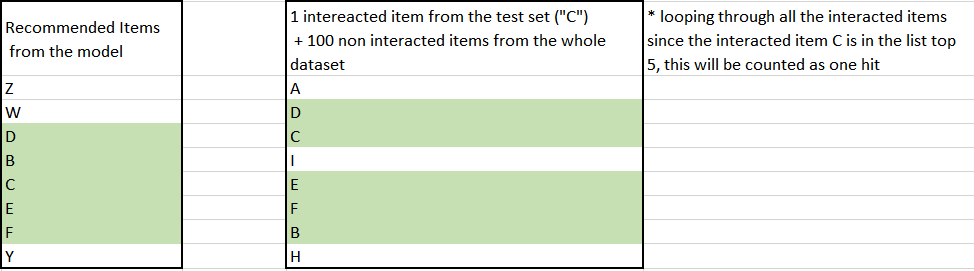 Recommended Items
from the model
1 intereacted item from the test set ("C")
+ 100 non interacted items from the whole
dataset
* looping through all the interacted items
since the interacted item C is in the list top
5, this will be counted as one hit
Z
A
W
D
D
C
B
I
C
E
E
F
F
B
Y
H